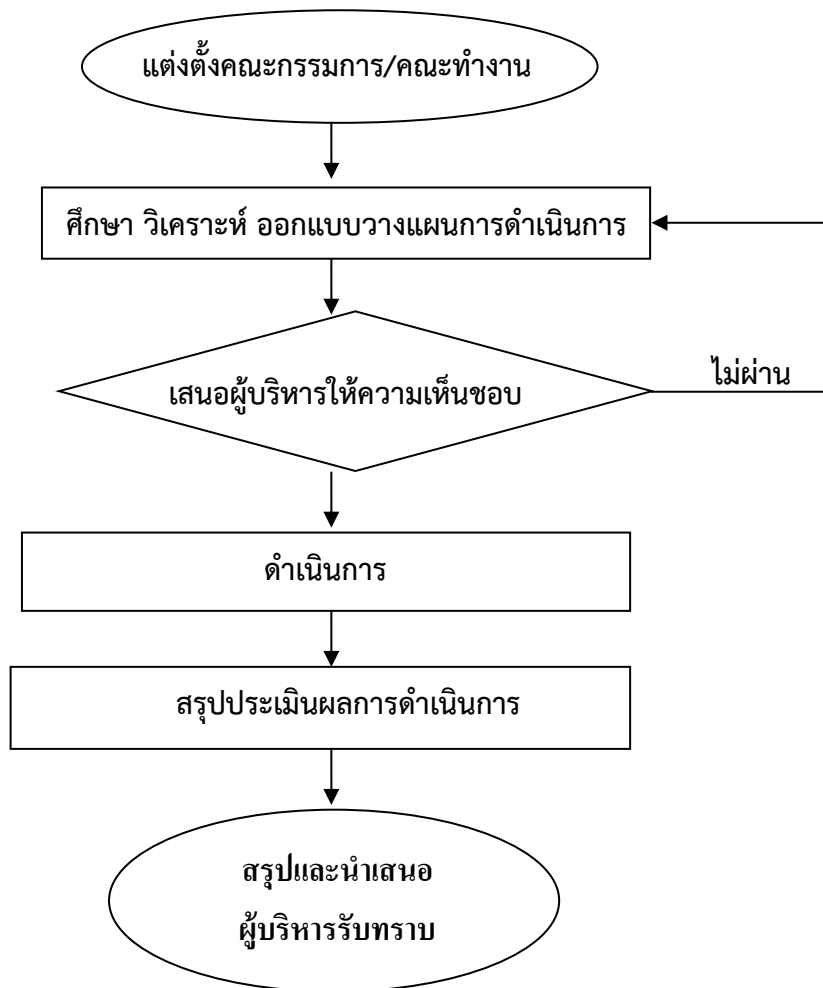 แต่งตั้งคณะกรรมการ/คณะทำงาน
ศึกษา วิเคราะห์ ออกแบบวางแผนการดำเนินการ
เสนอผู้บริหารให้ความเห็นชอบ
ไม่ผ่าน
ดำเนินการ
สรุปประเมินผลการดำเนินการ
สรุปและนำเสนอ
ผู้บริหารรับทราบ